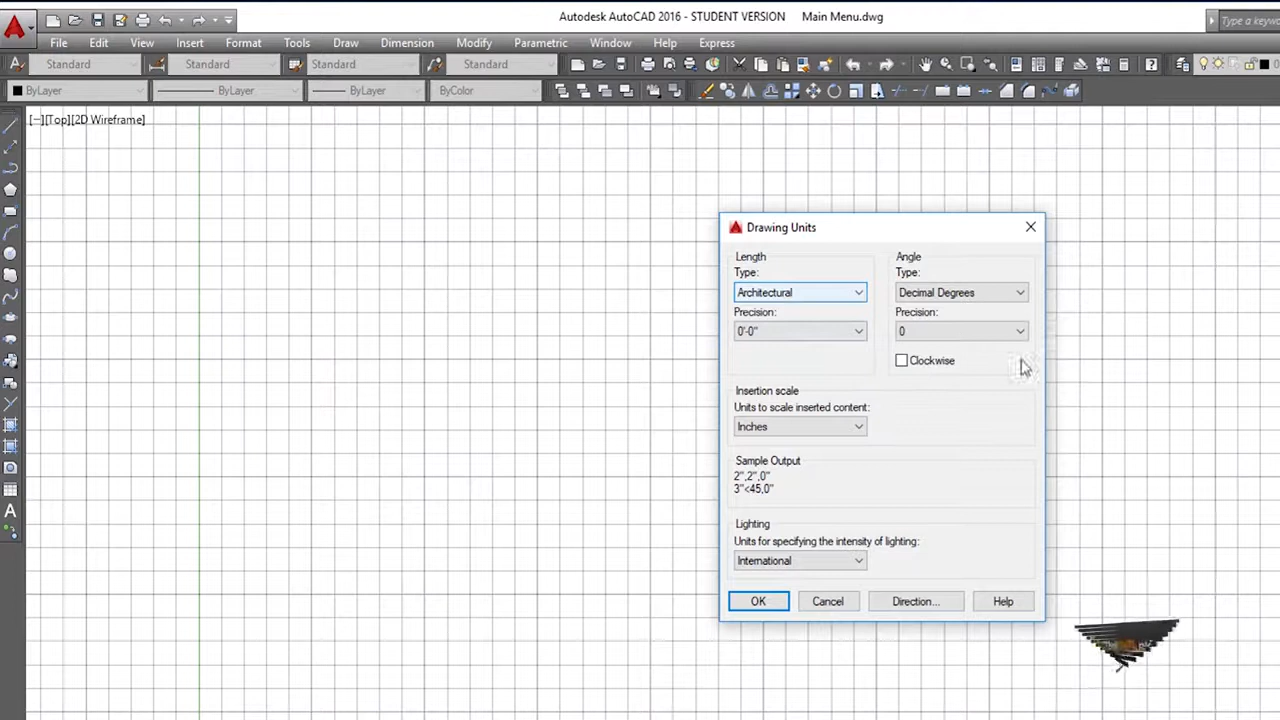 Autodesk AutoCAD 2016 - STUDENT VERSION Main Menu.dwg
File Edit View Insert Format Tools Draw Dimension Modify Parametric Window Help Express
Standard Standard Standard Standard
ByLayer ByLayer ByLayer ByColor
[−][Top][2D Wireframe]
Drawing Units
Length
Type:
Architectural
Precision:
0'-0"
Angle
Type:
Decimal Degrees
Precision:
0
Clockwise
Insertion scale
Units to scale inserted content:
Inches
Sample Output
2",2",0"
3"<45,0"
Lighting
Units for specifying the intensity of lighting:
International
OK Cancel Direction... Help